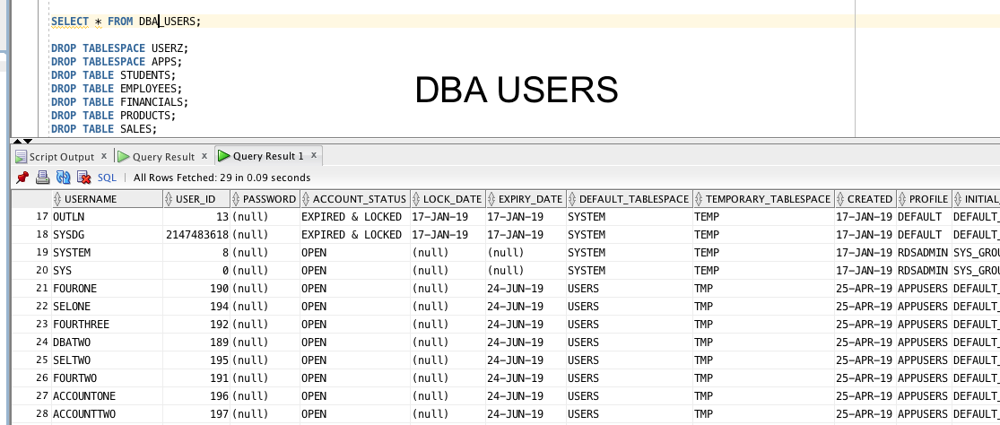 SELECT * FROM DBA_USERS;
DROP TABLESPACE USERZ;
DROP TABLESPACE APPS;
DROP TABLE STUDENTS;
DROP TABLE EMPLOYEES;
DROP TABLE FINANCIALS;
DROP TABLE PRODUCTS;
DROP TABLE SALES;
DBA USERS
Script Output x Query Result x Query Result 1 x
SQL | All Rows Fetched: 29 in 0.09 seconds
USERNAME USER_ID PASSWORD ACCOUNT_STATUS LOCK_DATE EXPIRY_DATE DEFAULT_TABLESPACE TEMPORARY_TABLESPACE CREATED PROFILE INITIAL_
17 OUTLN 13 (null) EXPIRED & LOCKED 17-JAN-19 17-JAN-19 SYSTEM TEMP 17-JAN-19 DEFAULT DEFAULT_
18 SYSDG 2147483618 (null) EXPIRED & LOCKED 17-JAN-19 17-JAN-19 SYSTEM TEMP 17-JAN-19 DEFAULT DEFAULT_
19 SYSTEM 8 (null) OPEN (null) (null) SYSTEM TEMP 17-JAN-19 RDSADMIN SYS_GROU
20 SYS 0 (null) OPEN (null) (null) SYSTEM TEMP 17-JAN-19 RDSADMIN SYS_GROU
21 FOURONE 190 (null) OPEN (null) 24-JUN-19 USERS TMP 25-APR-19 APPUSERS DEFAULT_
22 SELONE 194 (null) OPEN (null) 24-JUN-19 USERS TMP 25-APR-19 APPUSERS DEFAULT_
23 FOURTHREE 192 (null) OPEN (null) 24-JUN-19 USERS TMP 25-APR-19 APPUSERS DEFAULT_
24 DBATWO 189 (null) OPEN (null) 24-JUN-19 USERS TMP 25-APR-19 APPUSERS DEFAULT_
25 SELTWO 195 (null) OPEN (null) 24-JUN-19 USERS TMP 25-APR-19 APPUSERS DEFAULT_
26 FOURTWO 191 (null) OPEN (null) 24-JUN-19 USERS TMP 25-APR-19 APPUSERS DEFAULT_
27 ACCOUNTONE 196 (null) OPEN (null) 24-JUN-19 USERS TMP 25-APR-19 APPUSERS DEFAULT_
28 ACCOUNTTWO 197 (null) OPEN (null) 24-JUN-19 USERS TMP 25-APR-19 APPUSERS DEFAULT_